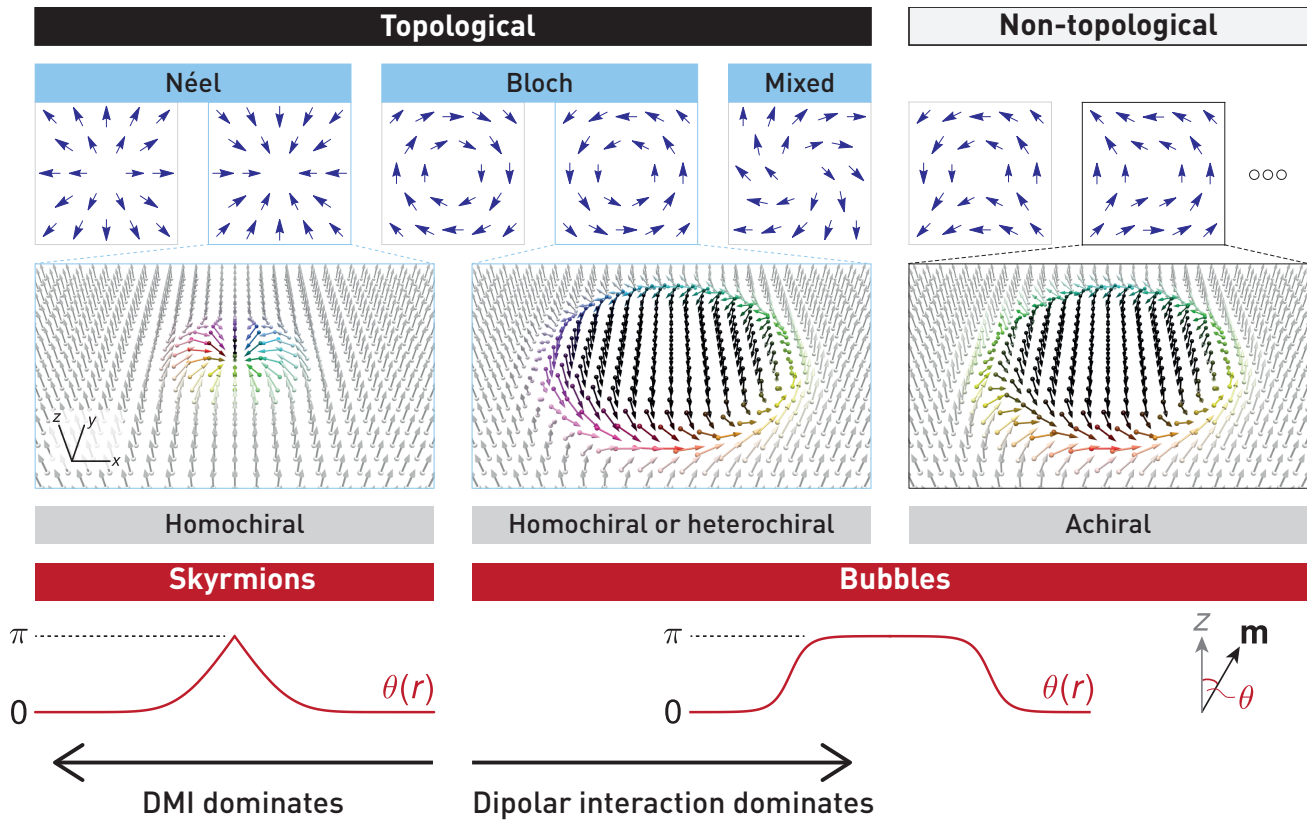 Topological
Non-topological
Néel
Bloch
Mixed
z
y
x
Homochiral
Homochiral or heterochiral
Achiral
Skyrmions
Bubbles
π
θ(r)
0
π
θ(r)
0
z
m
θ
DMI dominates
Dipolar interaction dominates